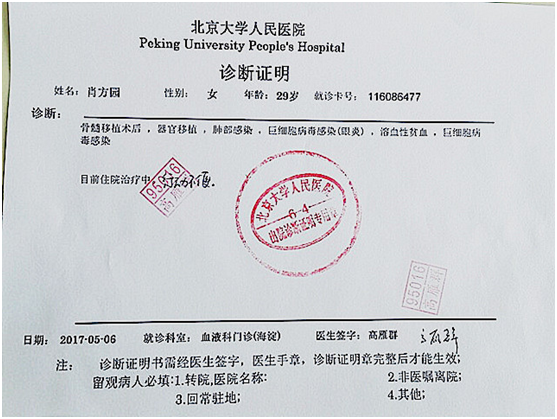 北京大学人民医院
Peking University People's Hospital
诊断证明
姓名: 肖方园 性别: 女 年龄: 29岁 就诊卡号: 116086477
诊断:
骨髓移植术后，器官移植，肺部感染，巨细胞病毒感染(眼炎)，溶血性贫血，巨细胞病
毒感染
目前住院治疗中，行动不便。
95016
北京大学人民医院
6-4
95016
日期: 2017-05-06 就诊科室: 血液科门诊(海淀) 医生签字: 高雁群
注: 诊断证明书需经医生签字，医生手章，诊断证明章完整后才能生效;
留观病人必填:1.转院,医院名称: 2.非医嘱离院;
3.回常驻地; 4.其他;